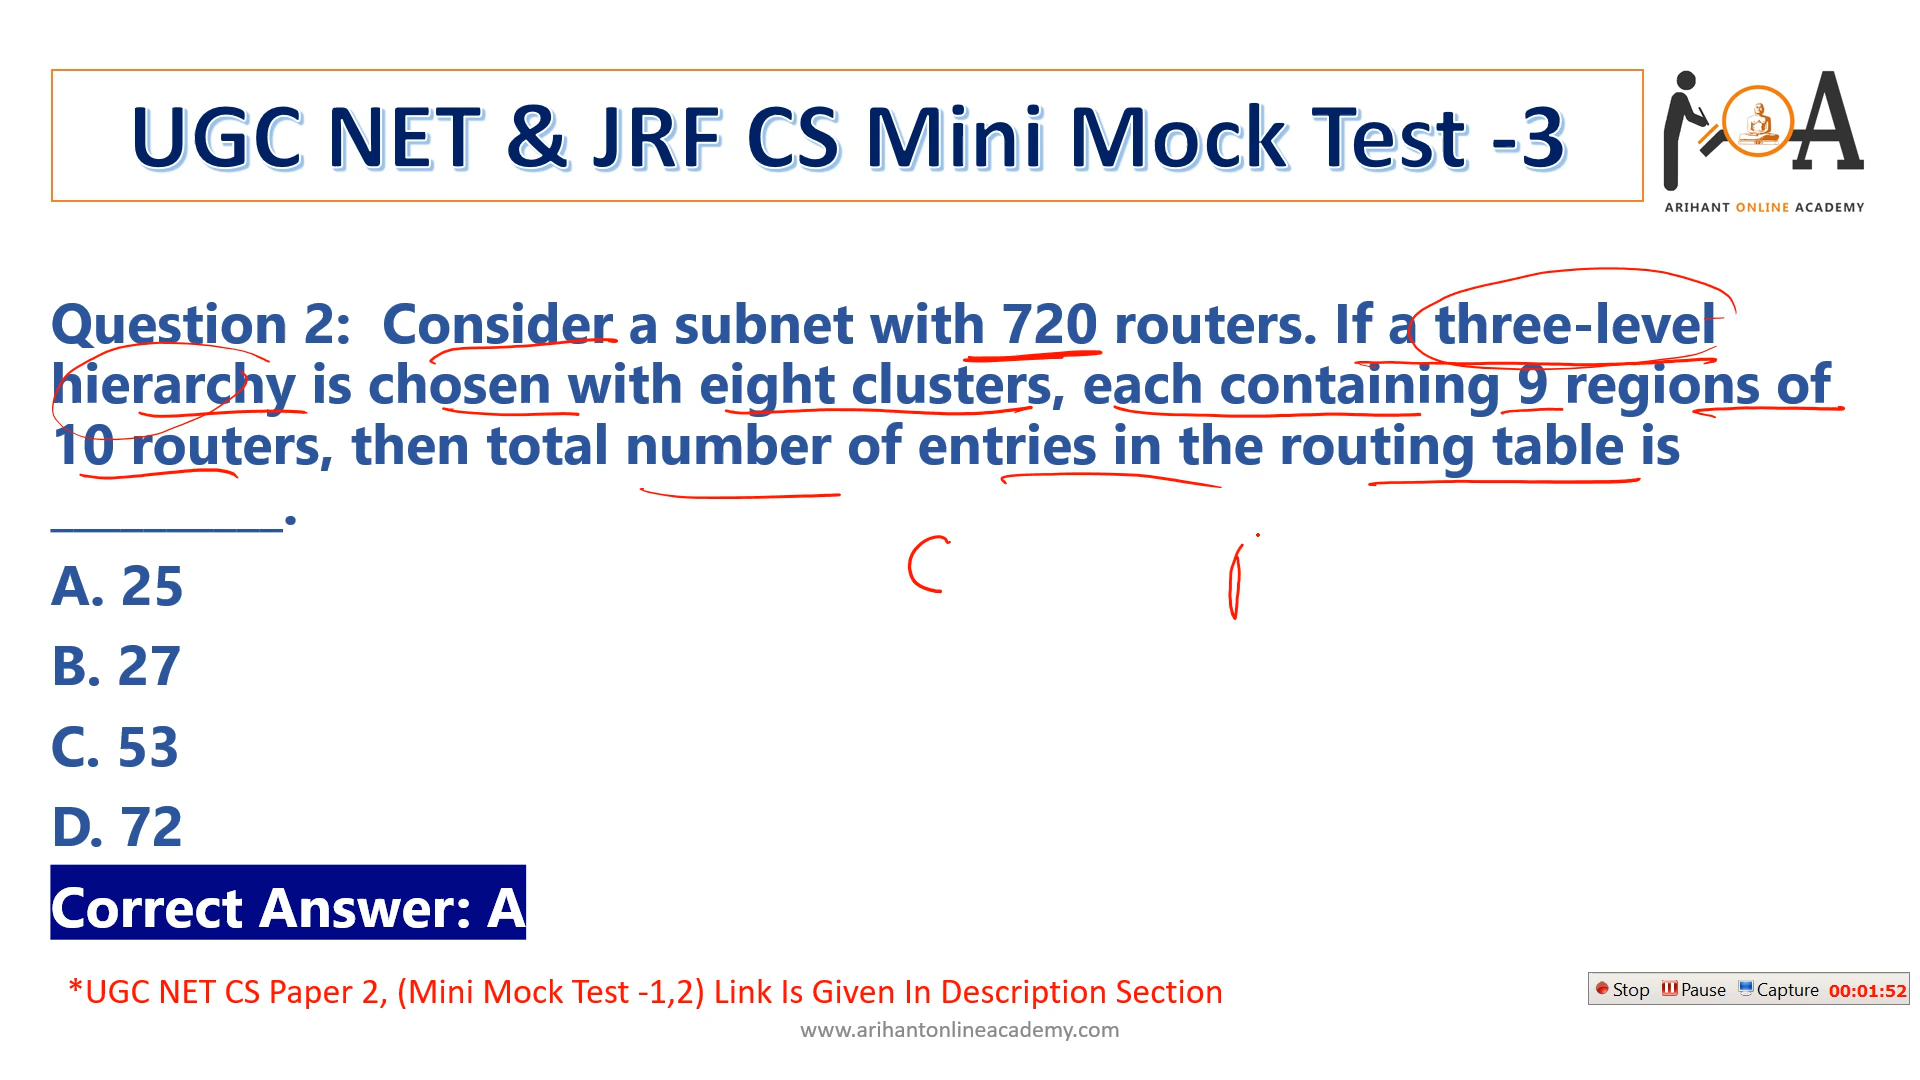 UGC NET & JRF CS Mini Mock Test -3
A
ARIHANT ONLINE ACADEMY
Question 2: Consider a subnet with 720 routers. If a three-level
hierarchy is chosen with eight clusters, each containing 9 regions of
10 routers, then total number of entries in the routing table is
__________.
C
A. 25
B. 27
C. 53
D. 72
Correct Answer: A
*UGC NET CS Paper 2, (Mini Mock Test -1,2) Link Is Given In Description Section
Stop Pause Capture 00:01:52
www.arihantonlineacademy.com